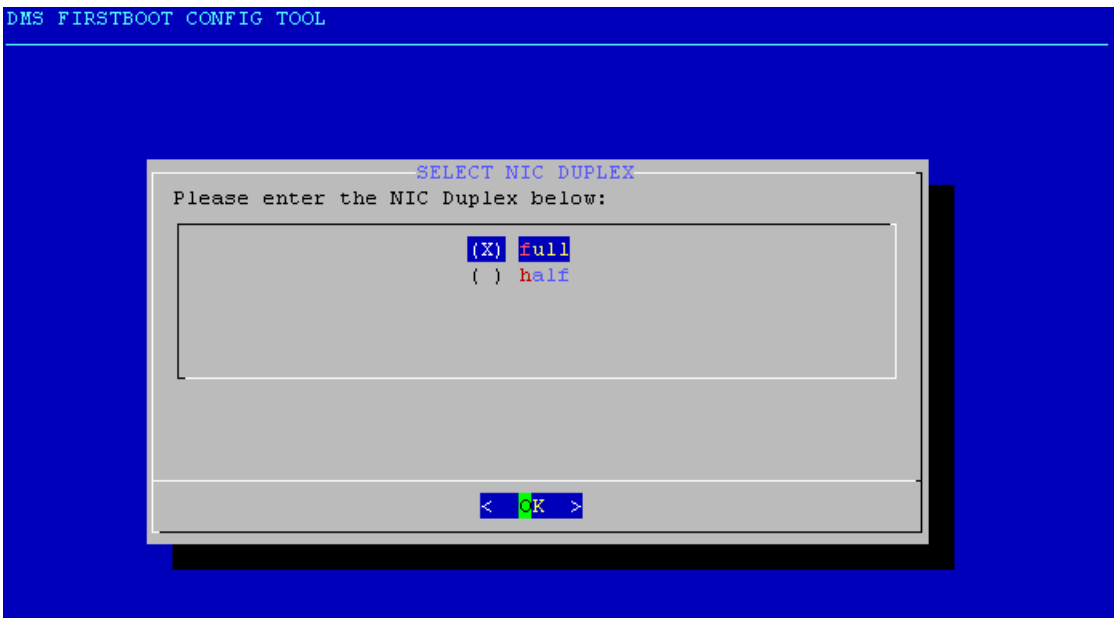 DMS FIRSTBOOT CONFIG TOOL
SELECT NIC DUPLEX
Please enter the NIC Duplex below:
(X) full
( ) half
< OK >